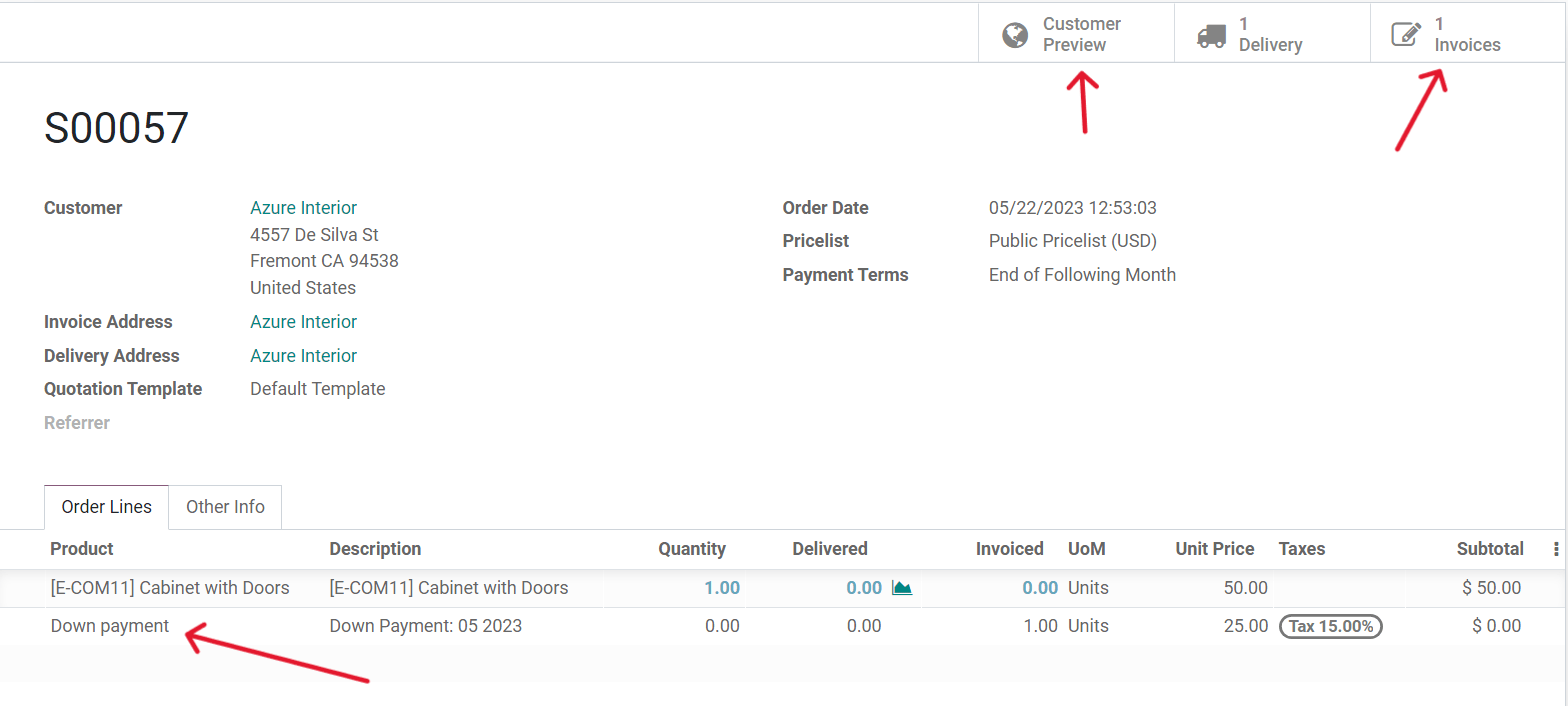 Customer Preview
1 Delivery
1 Invoices
S00057
Customer Azure Interior
4557 De Silva St
Fremont CA 94538
United States
Order Date 05/22/2023 12:53:03
Pricelist Public Pricelist (USD)
Payment Terms End of Following Month
Invoice Address Azure Interior
Delivery Address Azure Interior
Quotation Template Default Template
Referrer
Order Lines Other Info
Product Description Quantity Delivered Invoiced UoM Unit Price Taxes Subtotal
[E-COM11] Cabinet with Doors [E-COM11] Cabinet with Doors 1.00 0.00 0.00 Units 50.00 $ 50.00
Down payment Down Payment: 05 2023 0.00 0.00 1.00 Units 25.00 Tax 15.00% $ 0.00